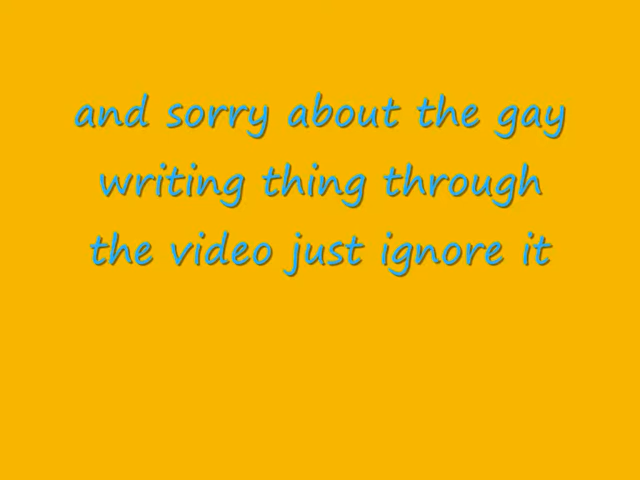 and sorry about the gay
writing thing through
the video just ignore it